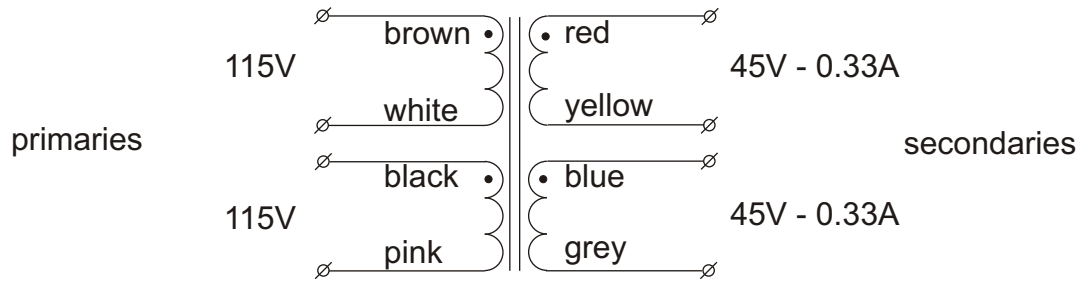 brown
red
115V
45V - 0.33A
white
yellow
primaries
secondaries
black
blue
115V
45V - 0.33A
pink
grey